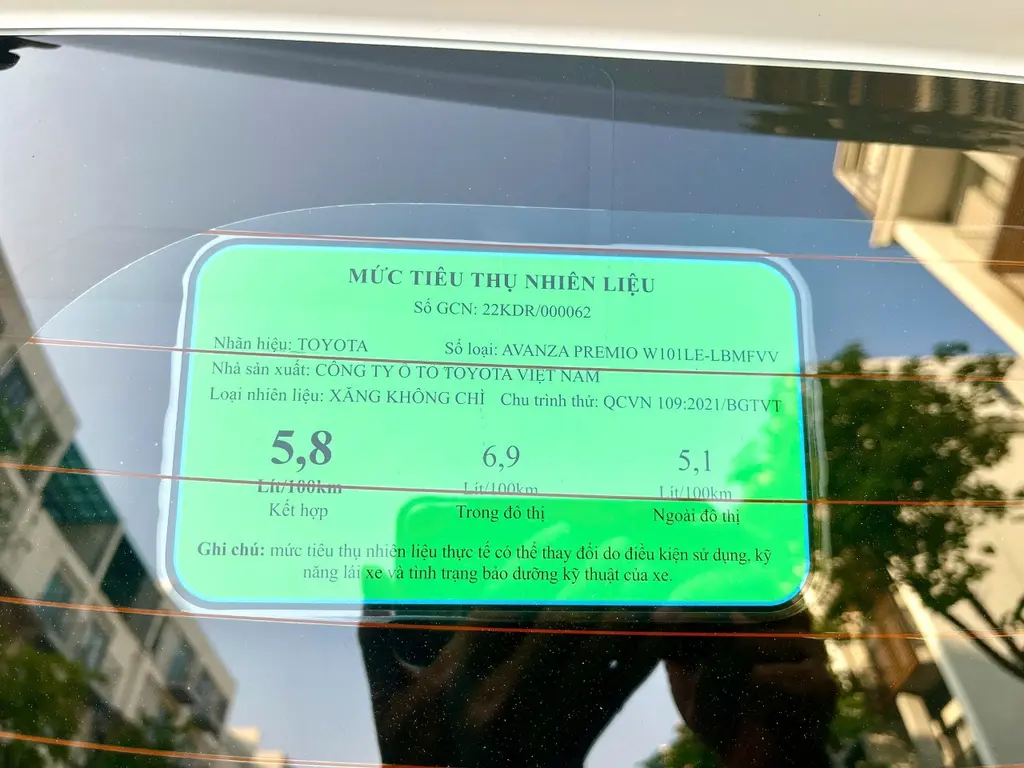 MỨC TIÊU THỤ NHIÊN LIỆU
Số GCN: 22KDR/000062
Nhãn hiệu: TOYOTA Số loại: AVANZA PREMIO W101LE-LBMFVV
Nhà sản xuất: CÔNG TY Ô TÔ TOYOTA VIỆT NAM
Loại nhiên liệu: XĂNG KHÔNG CHÌ Chu trình thử: QCVN 109:2021/BGTVT
5,8 6,9 5,1
Lít/100km Lít/100km Lít/100km
Kết hợp Trong đô thị Ngoài đô thị
Ghi chú: mức tiêu thụ nhiên liệu thực tế có thể thay đổi do điều kiện sử dụng, kỹ
năng lái xe và tình trạng bảo dưỡng kỹ thuật của xe.